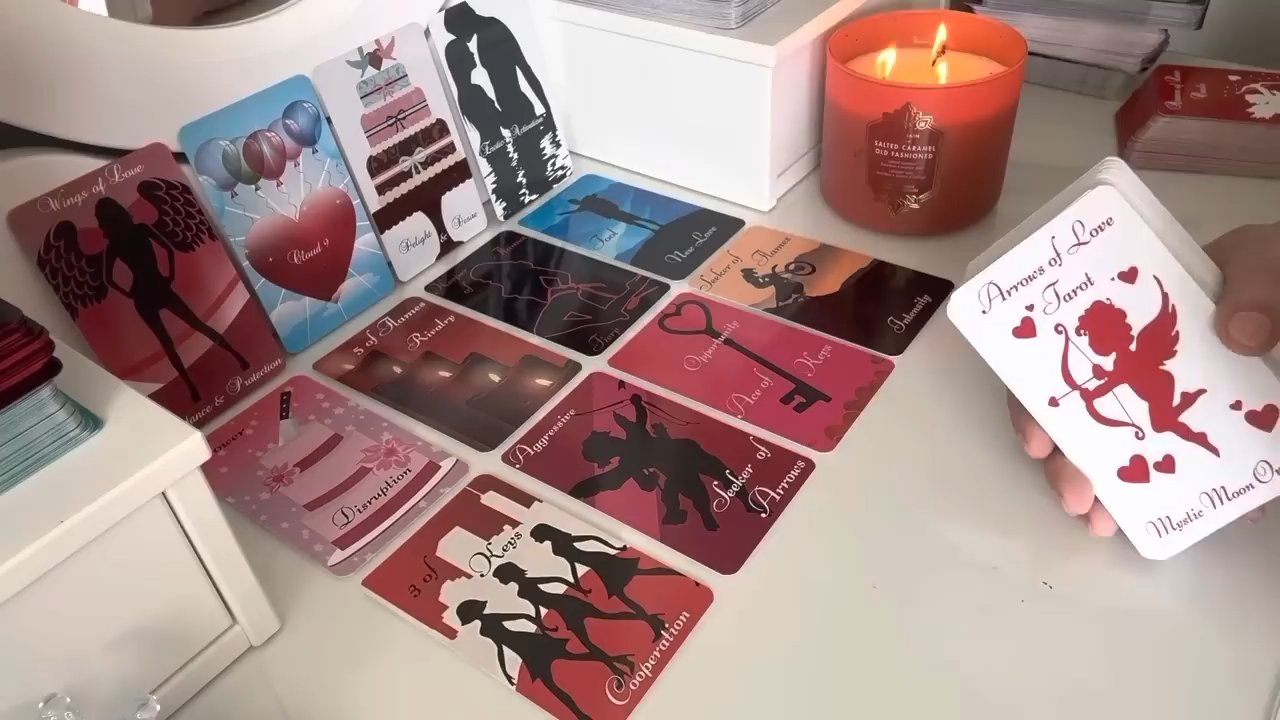 Wings of Love
& Protection
Cloud 9
Delight & Desire
Erotic Activation
Fool
New Love
Seeker of Flames
Intensity
Fiery
5 of Flames
Rivalry
Opportunity
Ace of Keys
Disruption
Aggressive
Seeker of
Arrows
3 of Keys
Cooperation
SALTED CARAMEL
OLD FASHIONED
Arrows of Love
Tarot
Mystic Moon